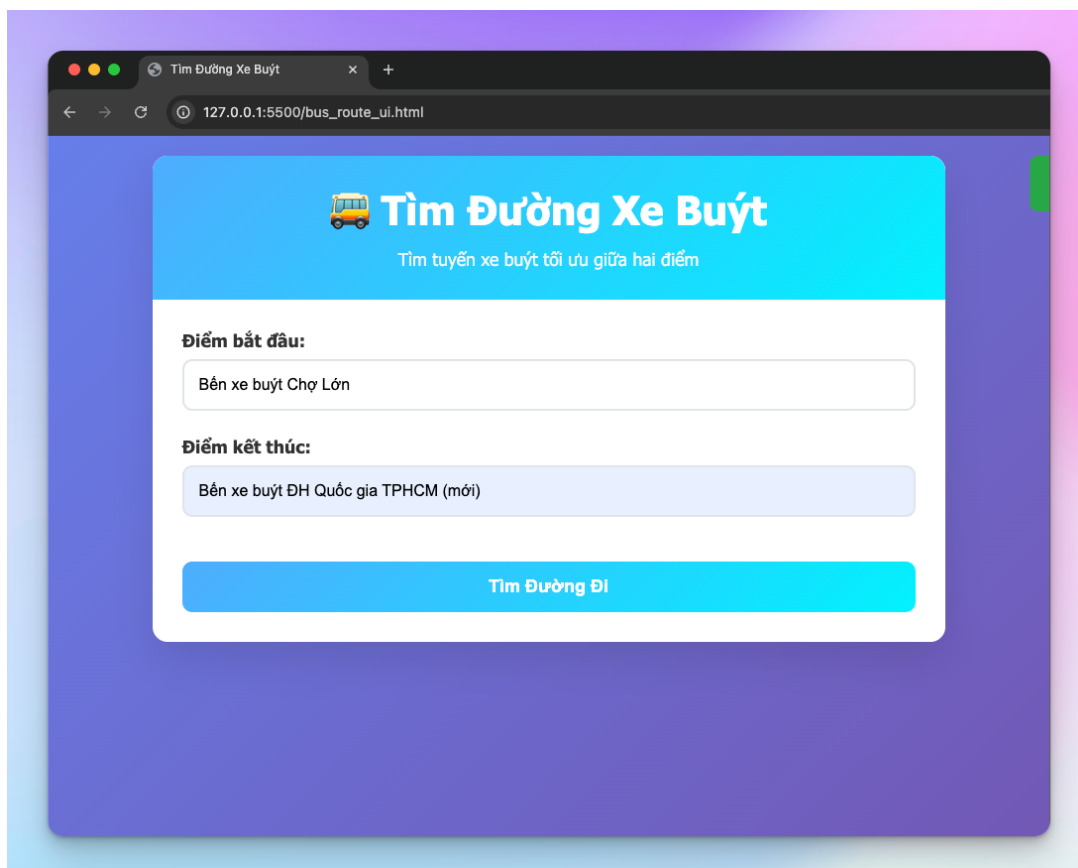 Tìm Đường Xe Buýt
127.0.0.1:5500/bus_route_ui.html
Tìm Đường Xe Buýt
Tìm tuyến xe buýt tối ưu giữa hai điểm
Điểm bắt đầu:
Bến xe buýt Chợ Lớn
Điểm kết thúc:
Bến xe buýt ĐH Quốc gia TPHCM (mới)
Tìm Đường Đi